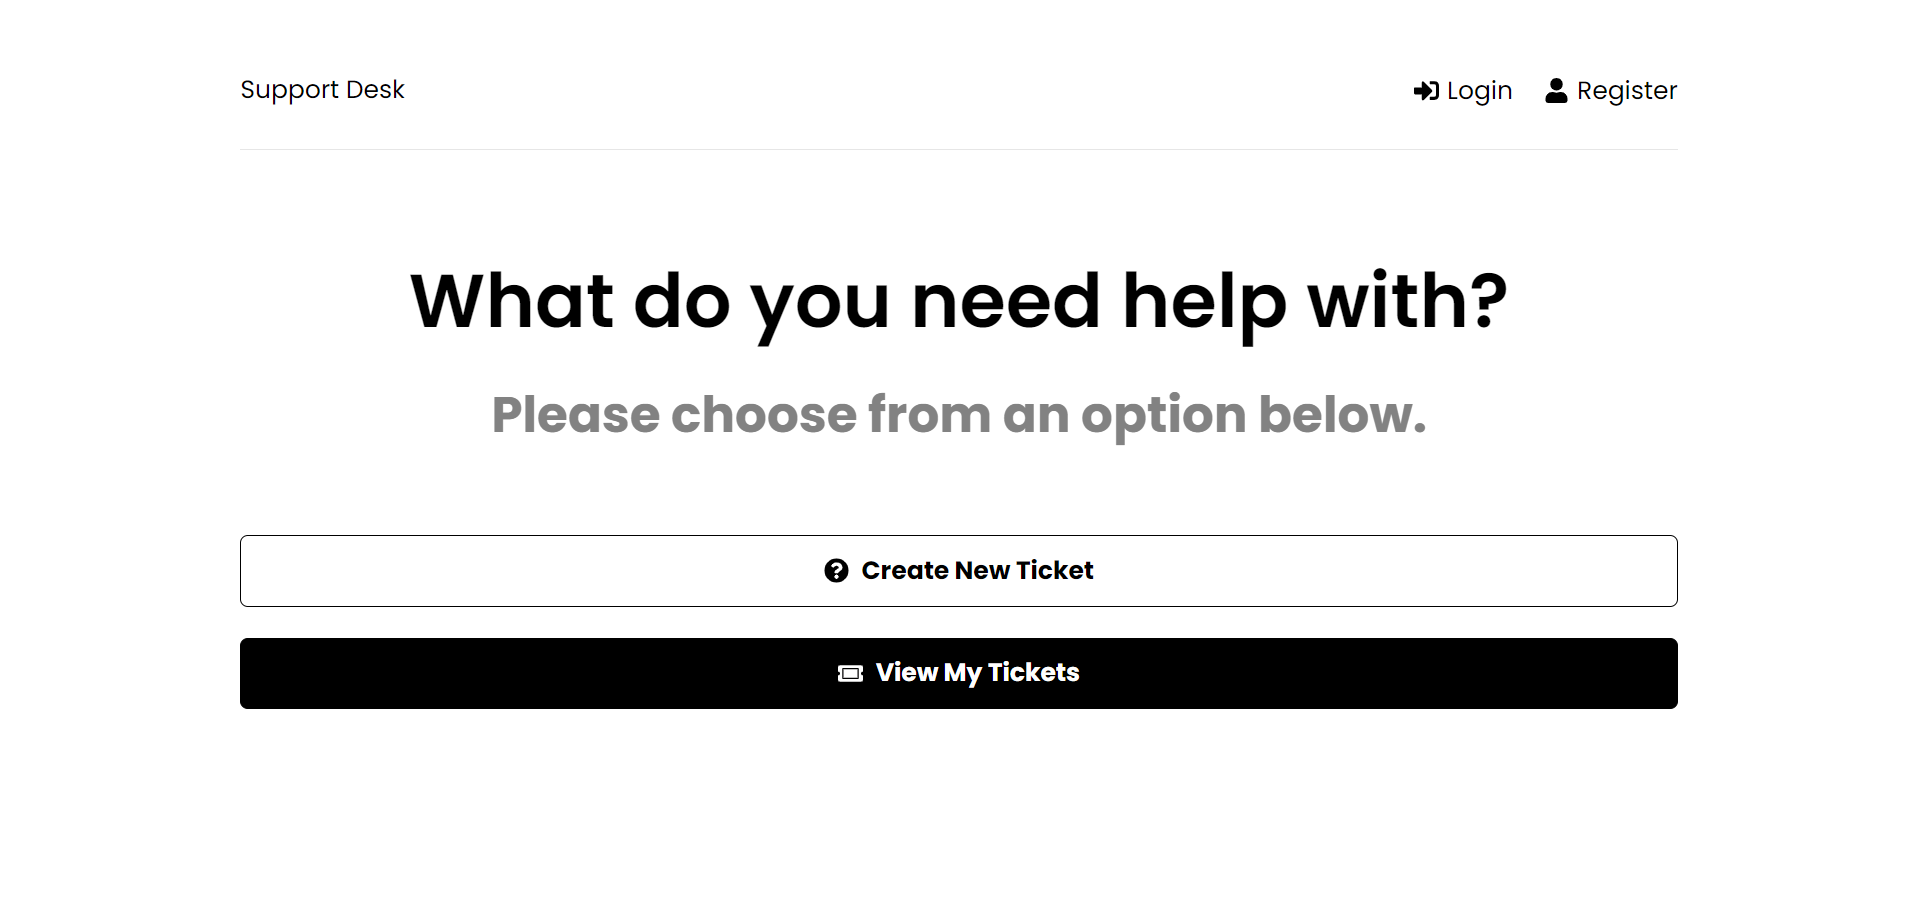 Support Desk
Login
Register
What do you need help with?
Please choose from an option below.
Create New Ticket
View My Tickets